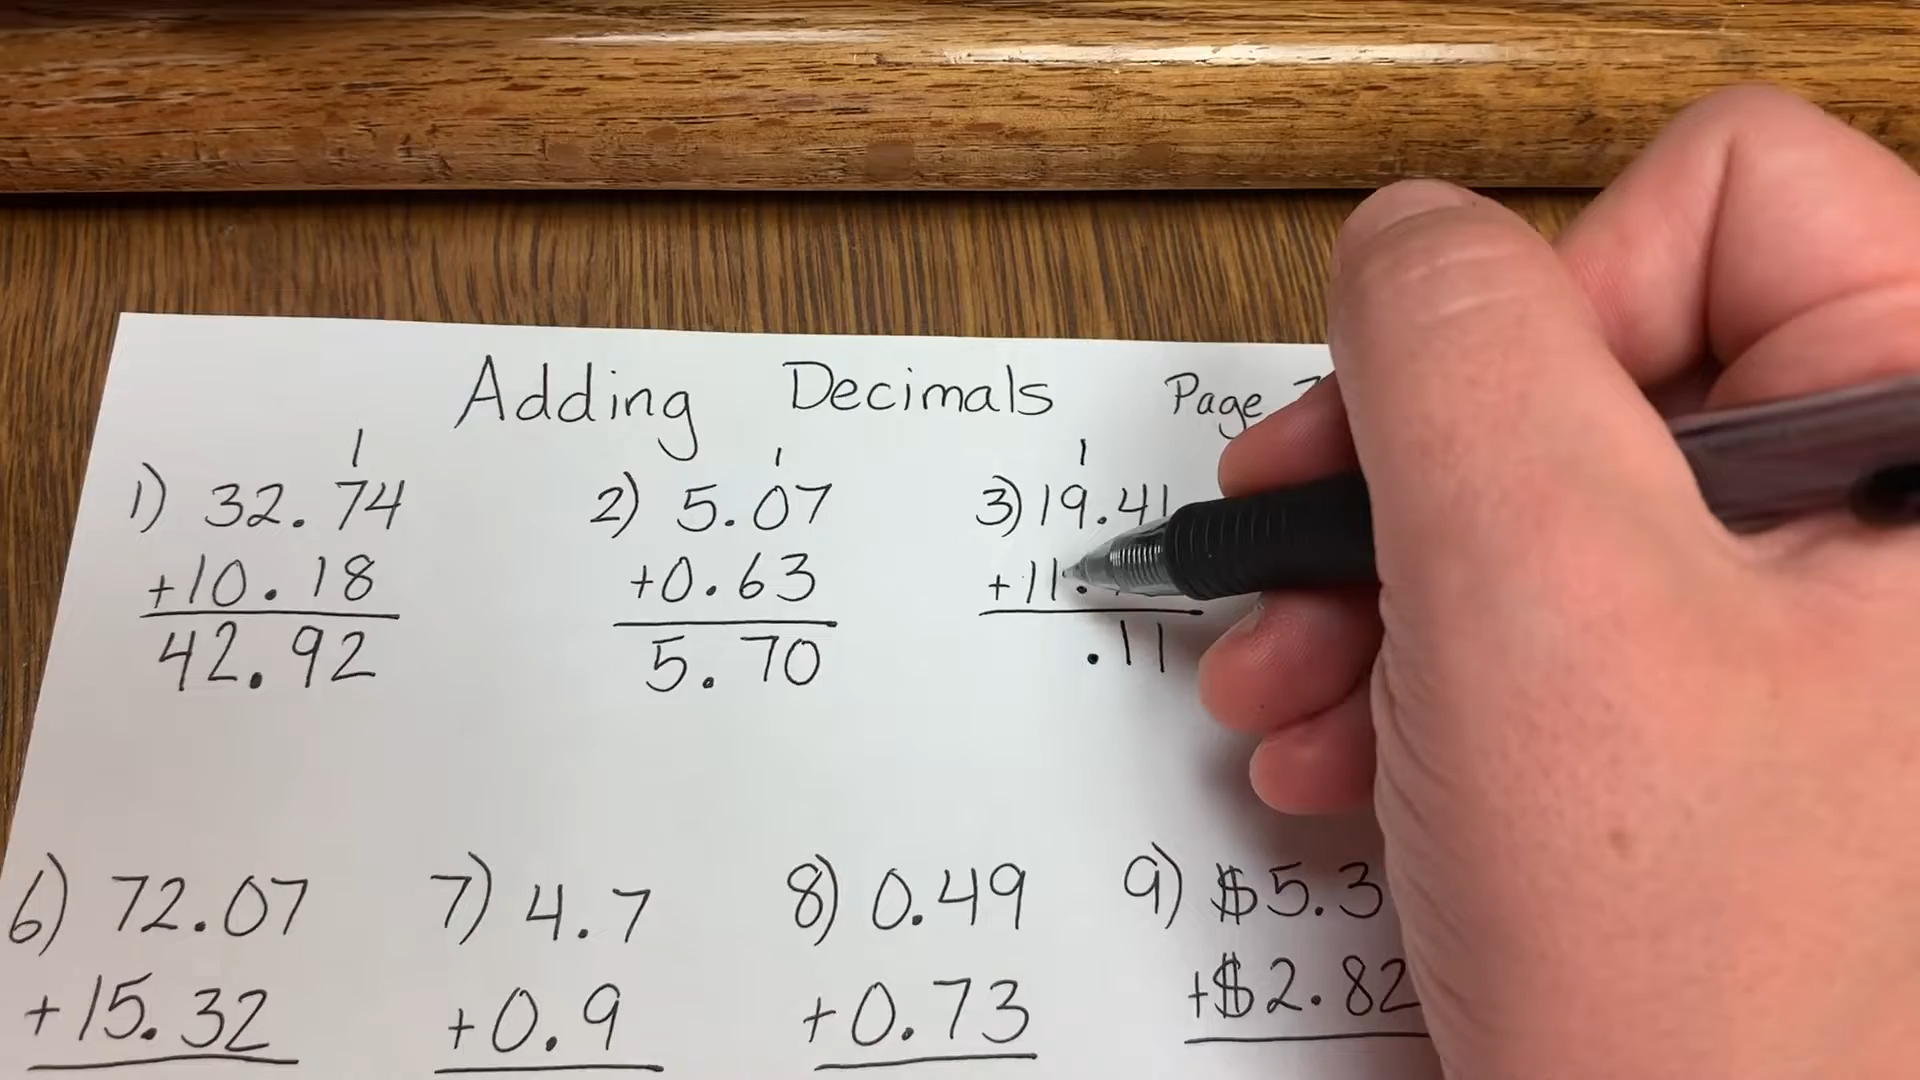 Adding Decimals Page
1 1 1
1) 32.74 2) 5.07 3) 19.41
+10.18 +0.63 +11.
42.92 5.70 .11
6) 72.07 7) 4.7 8) 0.49 9) $5.3
+15.32 +0.9 +0.73 +$2.82